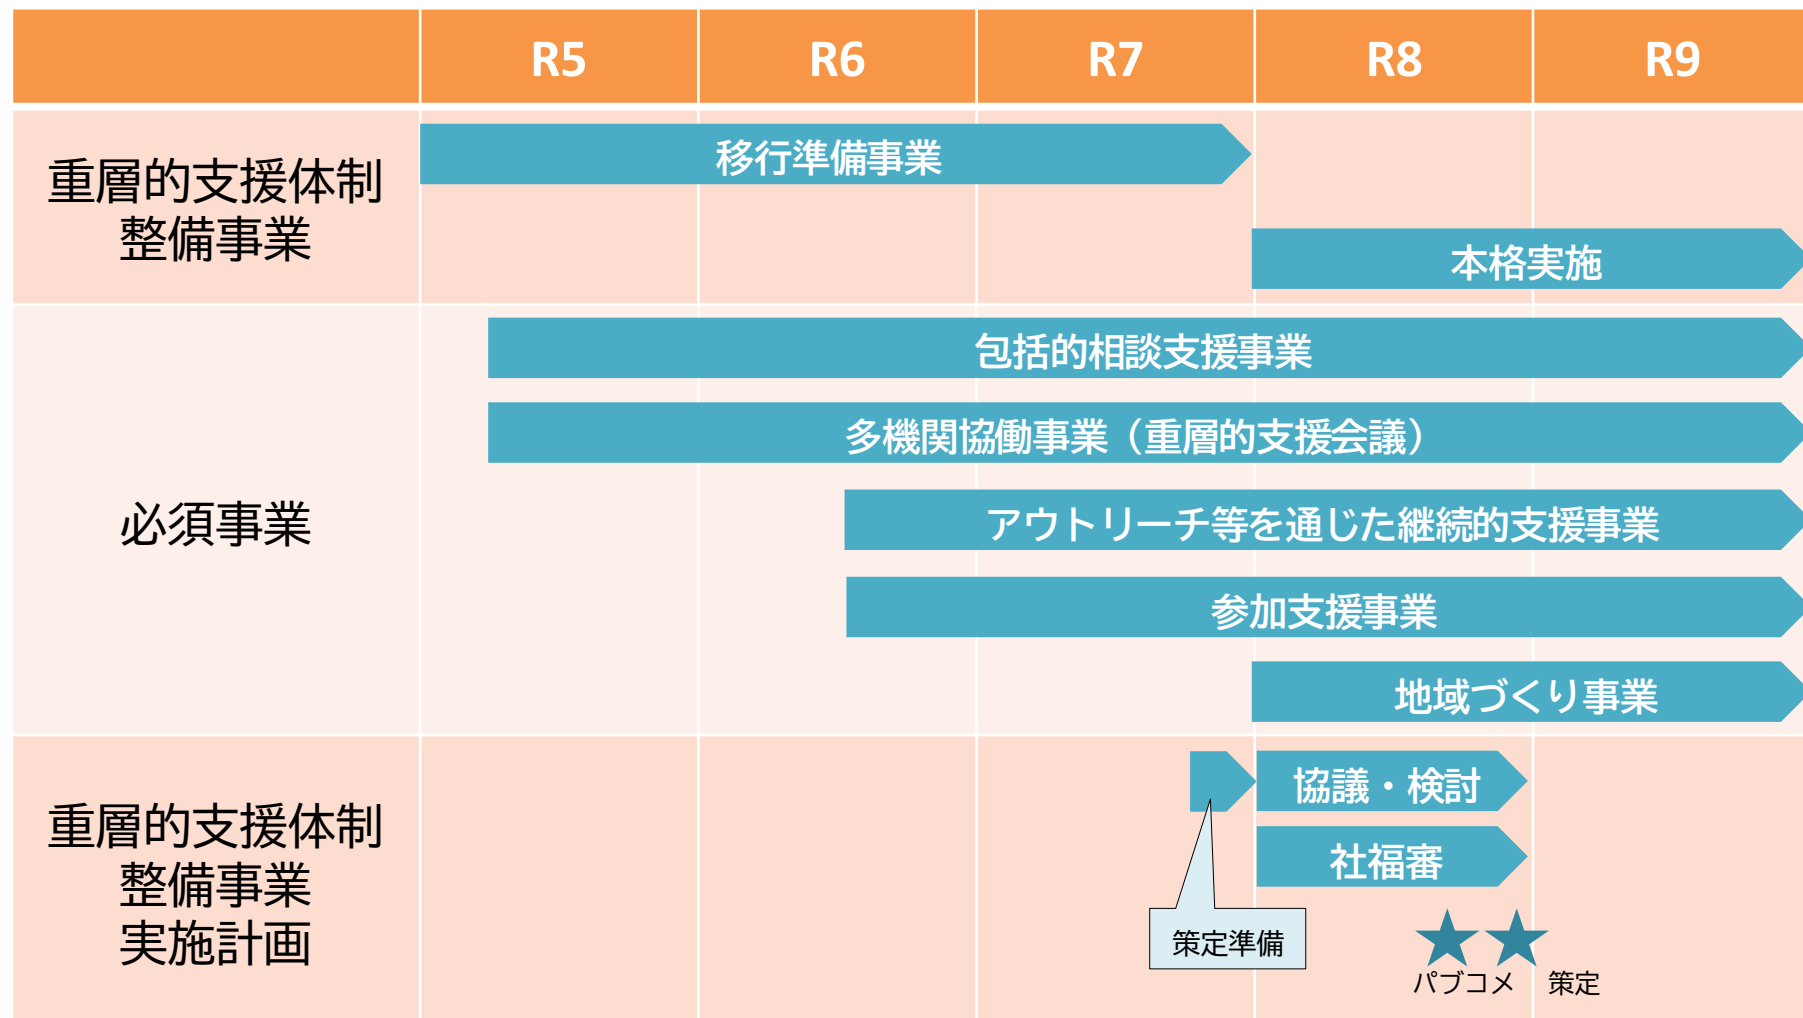 R5
R6
R7
R8
R9
重層的支援体制
整備事業
移行準備事業
本格実施
必須事業
包括的相談支援事業
多機関協働事業（重層的支援会議）
アウトリーチ等を通じた継続的支援事業
参加支援事業
地域づくり事業
重層的支援体制
整備事業
実施計画
策定準備
協議・検討
社福審
パブコメ
策定